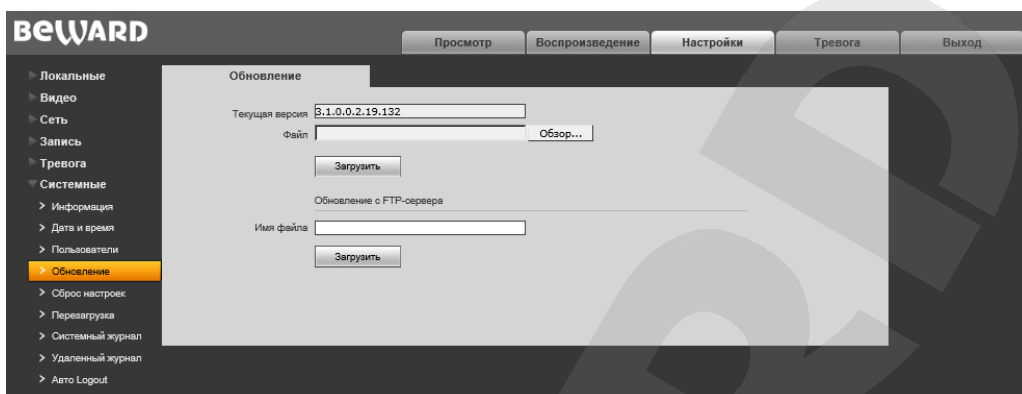 BEWARD
Просмотр Воспроизведение Настройки Тревога Выход
Локальные
Видео
Сеть
Запись
Тревога
Системные
Информация
Дата и время
Пользователи
Обновление
Сброс настроек
Перезагрузка
Системный журнал
Удаленный журнал
Авто Logout
Обновление
Текущая версия 3.1.0.0.2.19.132
Файл Обзор...
Загрузить
Обновление с FTP-сервера
Имя файла
Загрузить